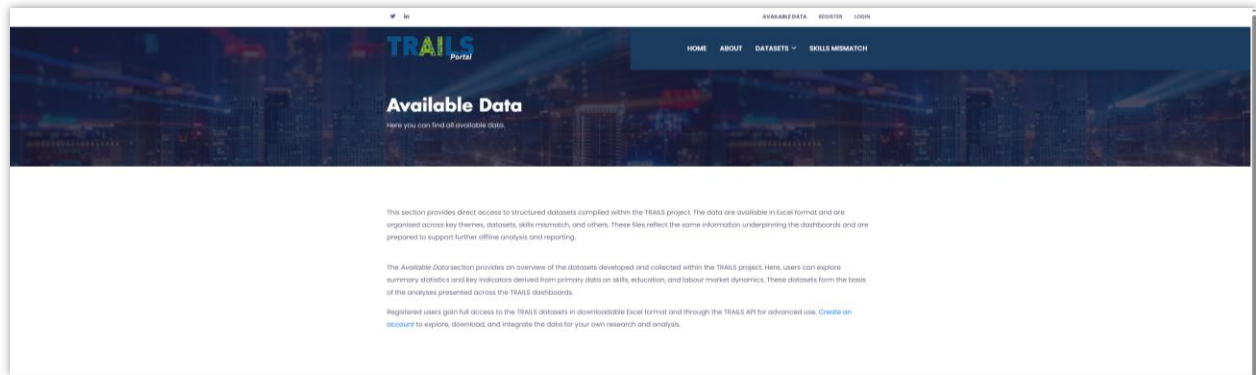 AVAILABLE DATA REGISTER LOGIN
TRAILS
Portal
HOME ABOUT DATASETS SKILLS MISMATCH
Available Data
Here you can find all available data.
This section provides direct access to structured datasets compiled within the TRAILS project. The data are available in Excel format and are
organised across key themes, datasets, skills mismatch, and others. These files reflect the same information underpinning the dashboards and are
prepared to support further offline analysis and reporting.
The Available Data section provides an overview of the datasets developed and collected within the TRAILS project. Here, users can explore
summary statistics and key indicators derived from primary data on skills, education, and labour market dynamics. These datasets form the basis
of the analyses presented across the TRAILS dashboards.
Registered users gain full access to the TRAILS datasets in downloadable Excel format and through the TRAILS API for advanced use. Create an
account to explore, download, and integrate the data for your own research and analysis.